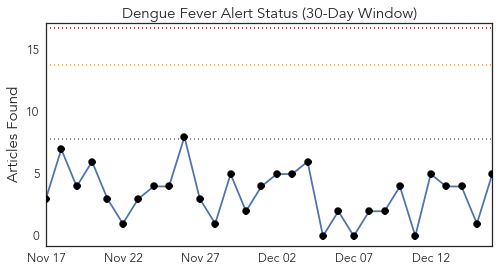 Dengue Fever Alert Status (30-Day Window)
Articles Found
15
10
5
0
Nov 17 Nov 22 Nov 27 Dec 02 Dec 07 Dec 12